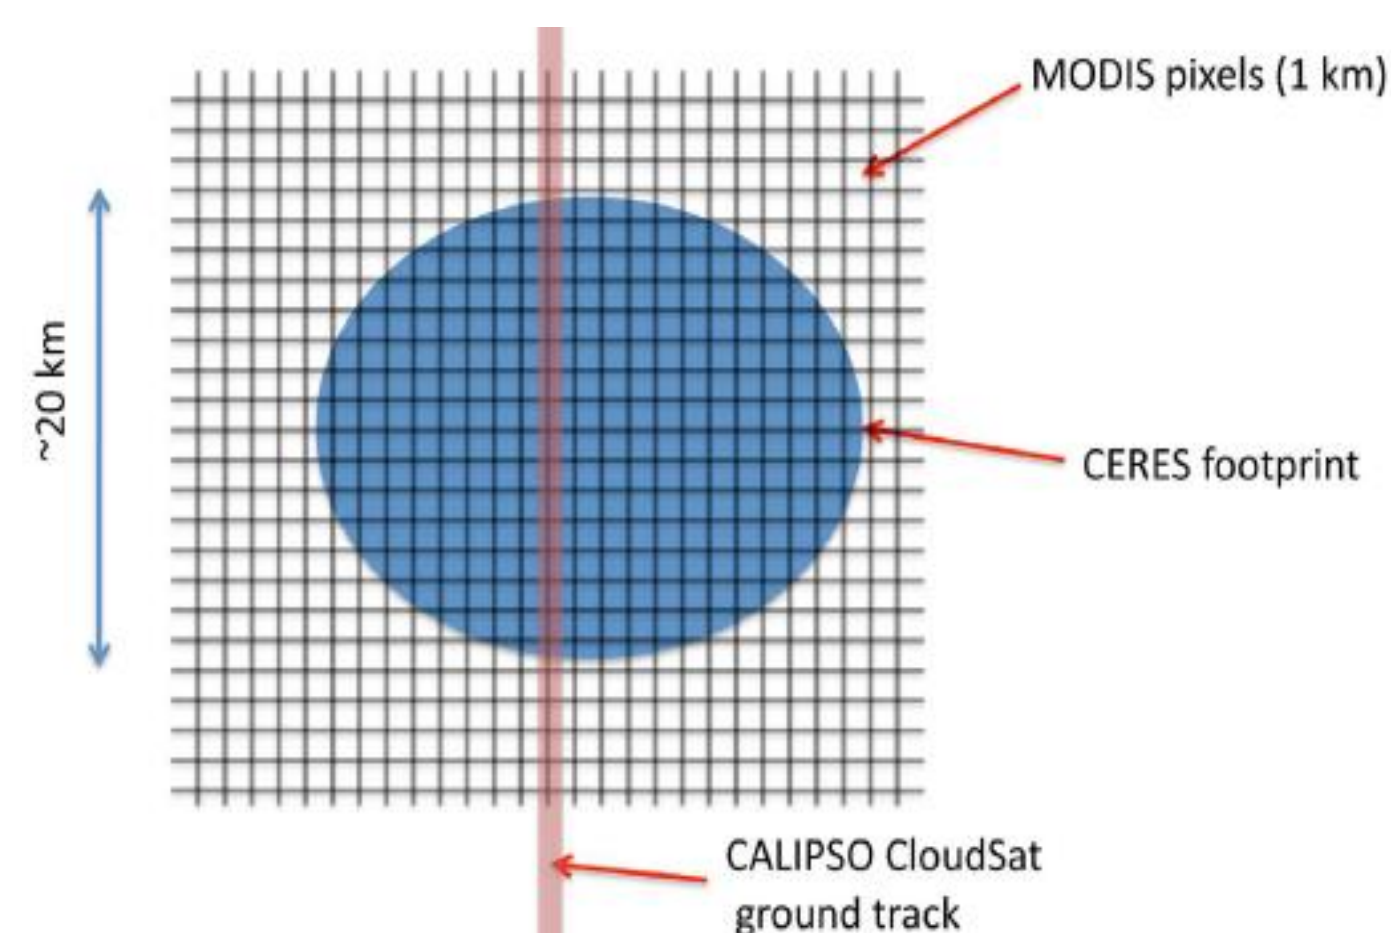 MODIS pixels (1 km)
~20 km
CERES footprint
CALIPSO CloudSat
ground track